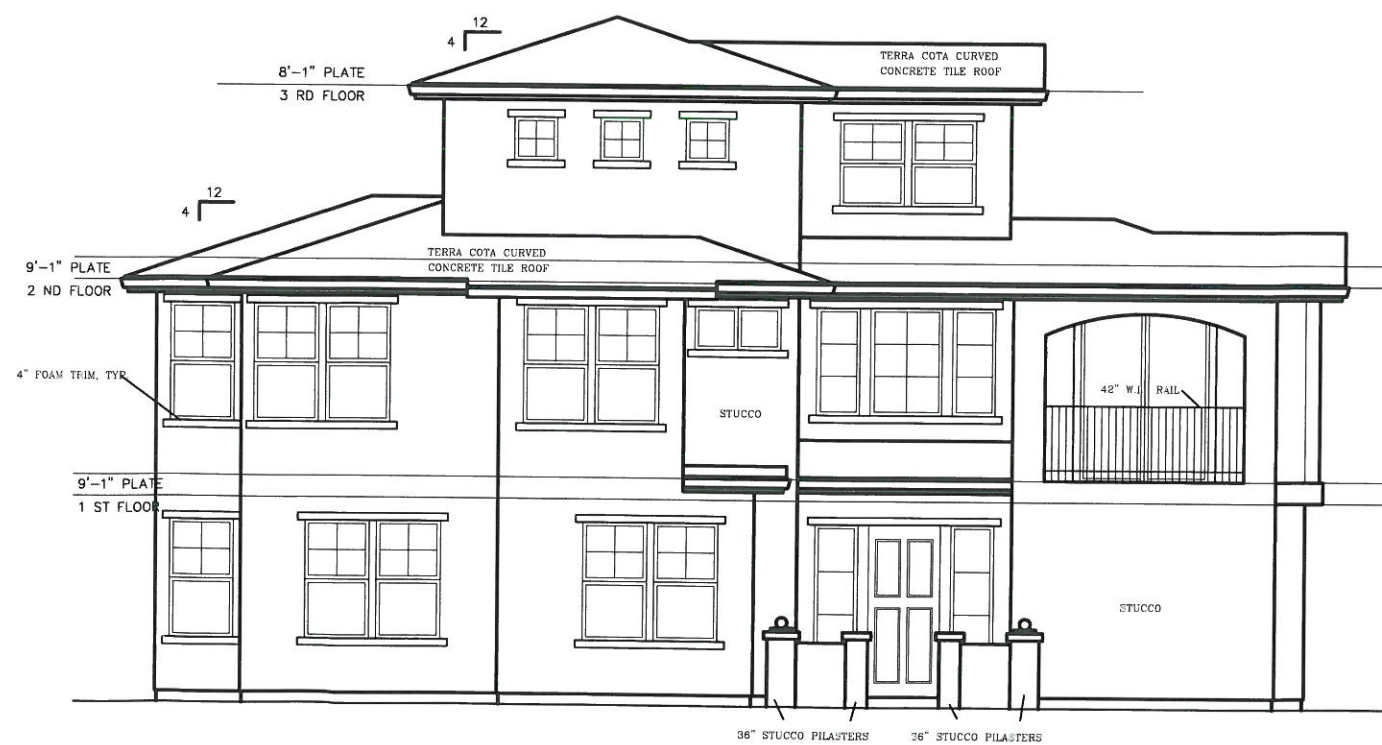 12
4
TERRA COTA CURVED
CONCRETE TILE ROOF
8'-1" PLATE
3 RD FLOOR
12
4
TERRA COTA CURVED
CONCRETE TILE ROOF
9'-1" PLATE
2 ND FLOOR
4" FOAM TRIM, TYP.
42" W.I. RAIL
STUCCO
9'-1" PLATE
1 ST FLOOR
STUCCO
36" STUCCO PILASTERS
36" STUCCO PILASTERS